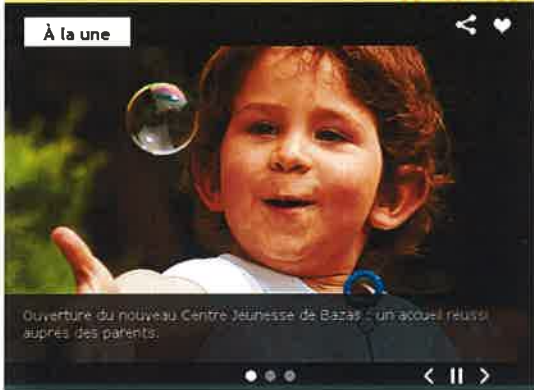 À la une
Ouverture du nouveau Centre Jeunesse de Bazas : un accueil réussi
auprès des parents.